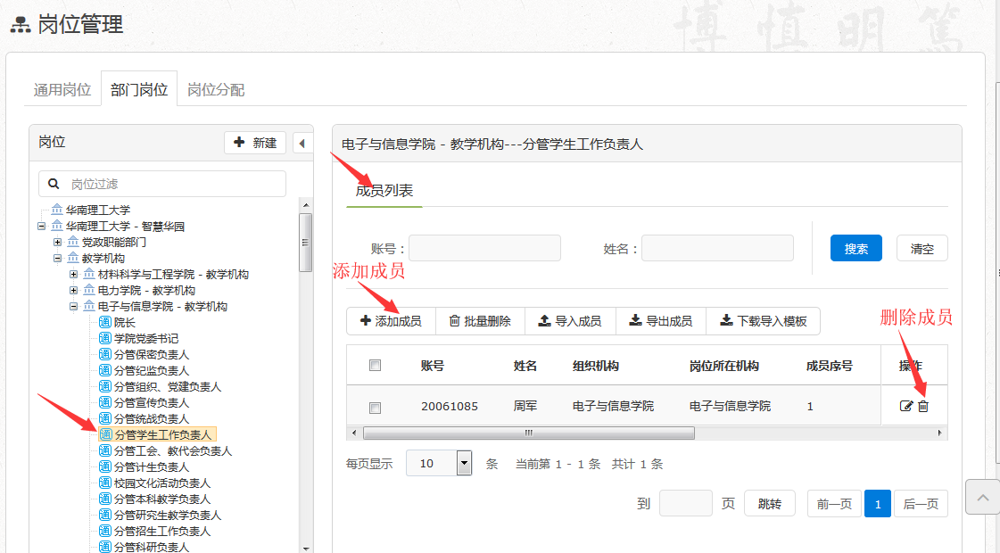 博 慎 明 篤
岗位管理
通用岗位 部门岗位 岗位分配
岗位
新建
岗位过滤
华南理工大学
华南理工大学 - 智慧华园
党政职能部门
教学机构
材料科学与工程学院 - 教学机构
电力学院 - 教学机构
电子与信息学院 - 教学机构
通 院长
通 学院党委书记
通 分管保密负责人
通 分管纪监负责人
通 分管组织、党建负责人
通 分管宣传负责人
通 分管统战负责人
通 分管学生工作负责人
通 分管工会、教代会负责人
通 分管计生负责人
通 校园文化活动负责人
通 分管本科教学负责人
通 分管研究生教学负责人
通 分管招生工作负责人
通 分管科研负责人
电子与信息学院 - 教学机构---分管学生工作负责人
成员列表
账号： 姓名： 搜索 清空
添加成员
删除成员
添加成员 批量删除 导入成员 导出成员 下载导入模板
账号 姓名 组织机构 岗位所在机构 成员序号 操作
20061085 周军 电子与信息学院 电子与信息学院 1
每页显示 10 条 当前第 1 - 1 条 共计 1 条
到 页 跳转 前一页 1 后一页